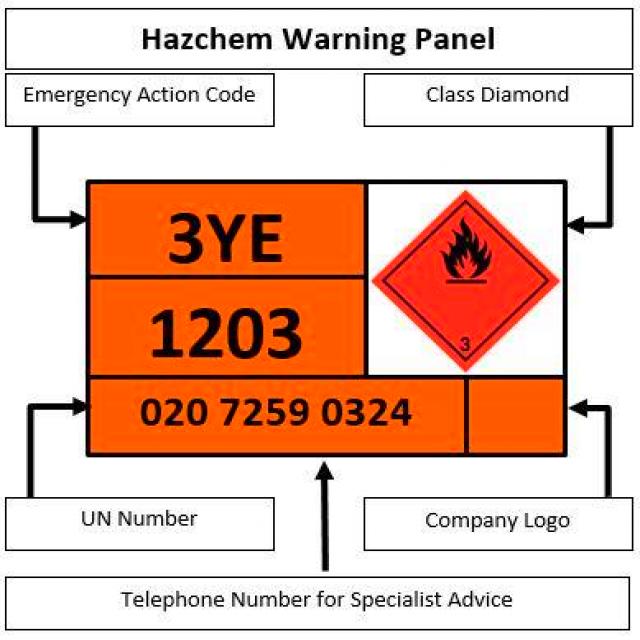 Hazchem Warning Panel
Emergency Action Code
Class Diamond
3YE
1203
3
020 7259 0324
UN Number
Company Logo
Telephone Number for Specialist Advice